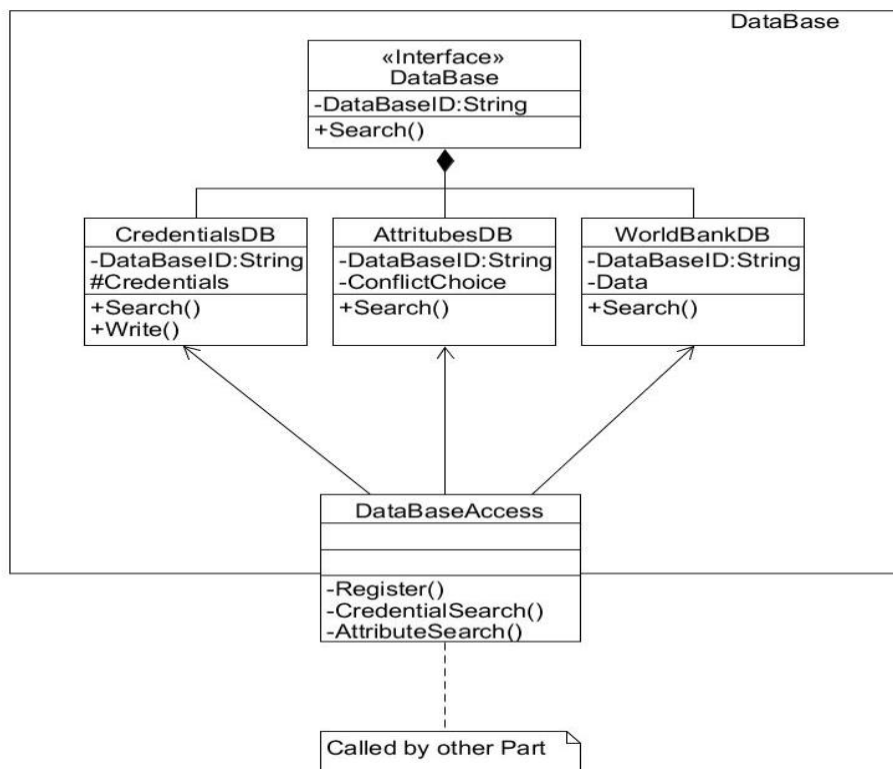 DataBase
«Interface»
DataBase
-DataBaseID:String
+Search()
CredentialsDB
-DataBaseID:String
#Credentials
+Search()
+Write()
AttritubesDB
-DataBaseID:String
-ConflictChoice
+Search()
WorldBankDB
-DataBaseID:String
-Data
+Search()
DataBaseAccess
-Register()
-CredentialSearch()
-AttributeSearch()
Called by other Part